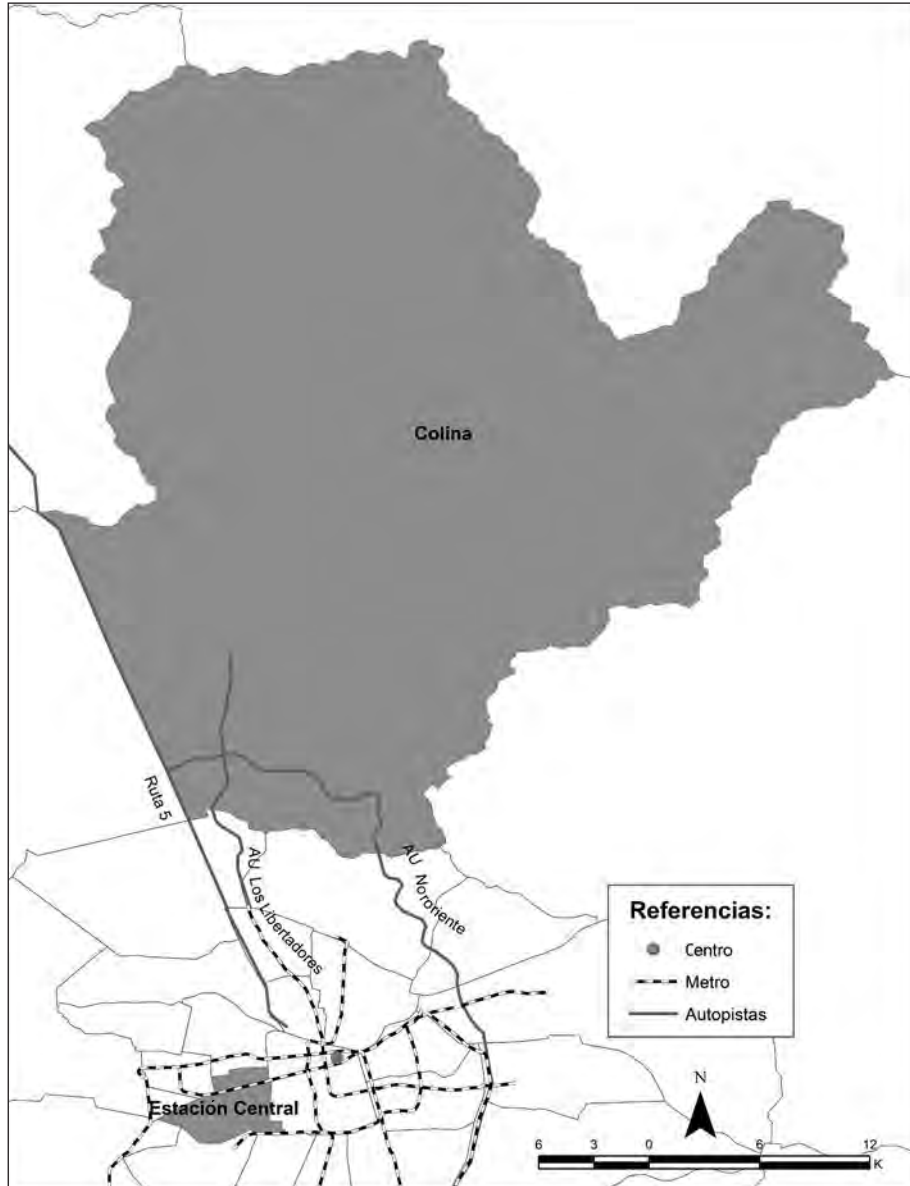 Colina
Ruta 5
AU Los Libertadores
AU Nororiente
Referencias:
Centro
Metro
Autopistas
Estación Central
N
6 3 0 6 12
K